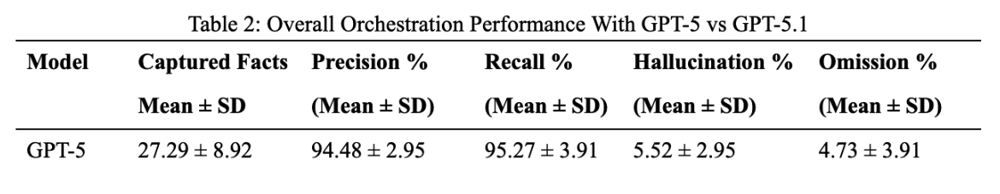 Table 2: Overall Orchestration Performance With GPT-5 vs GPT-5.1
Model Captured Facts Precision % Recall % Hallucination % Omission %
Mean ± SD (Mean ± SD) (Mean ± SD) (Mean ± SD) (Mean ± SD)
GPT-5 27.29 ± 8.92 94.48 ± 2.95 95.27 ± 3.91 5.52 ± 2.95 4.73 ± 3.91